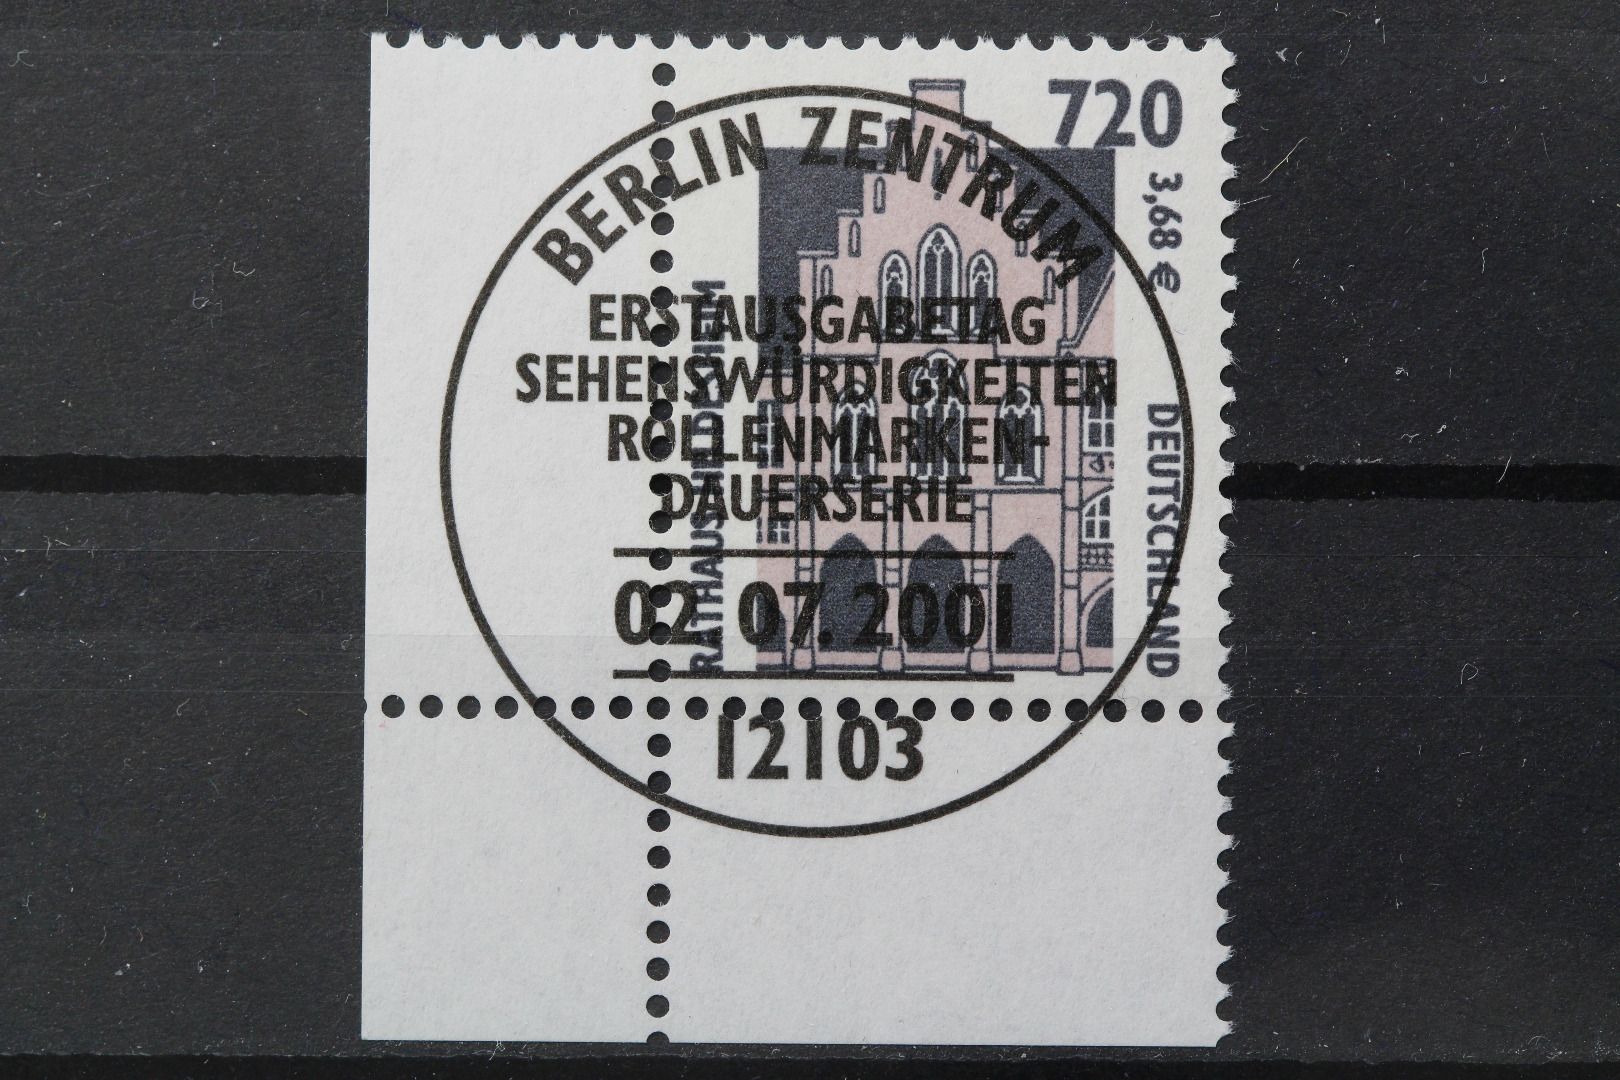 720
3,68 €
DEUTSCHLAND
RATHAUS HILDESHEIM
BERLIN ZENTRUM
ERSTAUSGABETAG
SEHENSWÜRDIGKEITEN
ROLLENMARKEN-
DAUERSERIE
02. 07. 2001
12103